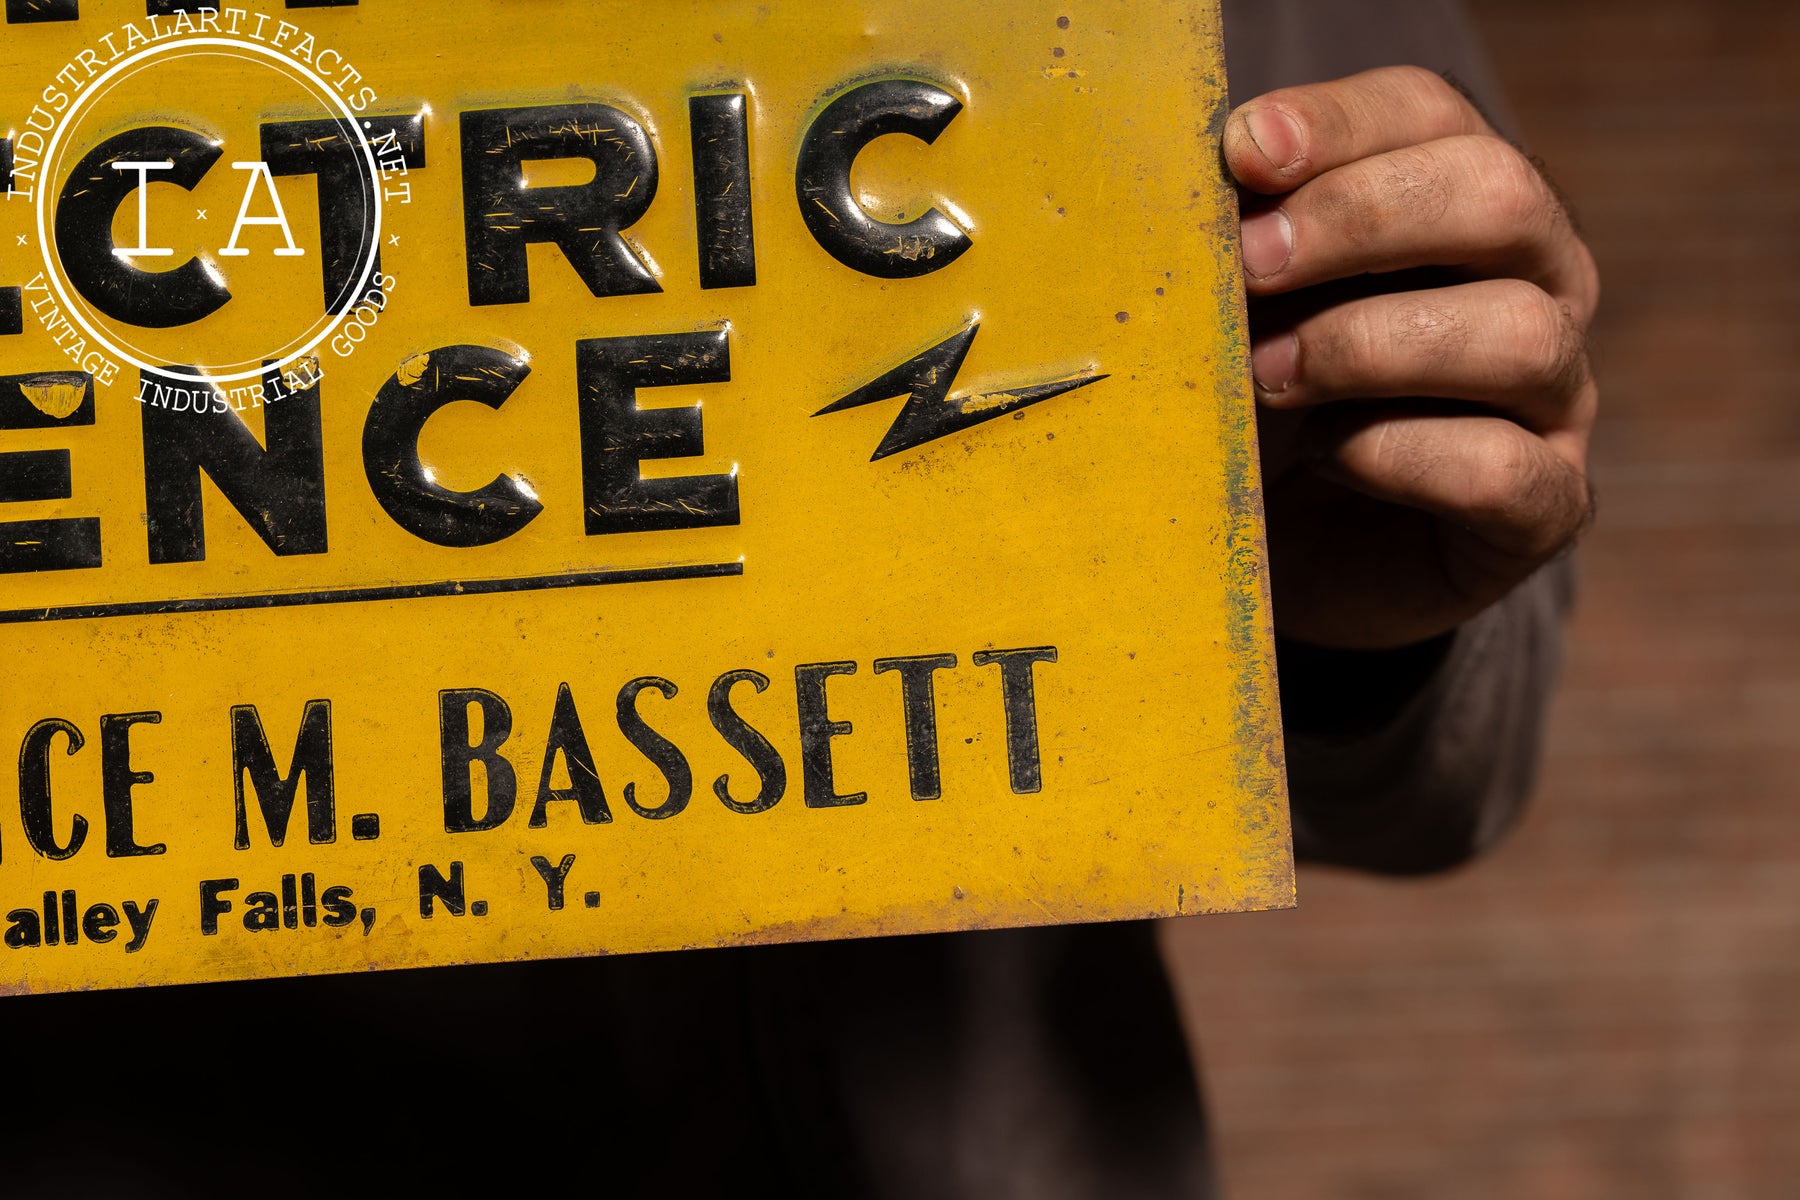 ECTRIC
ENCE
CE M. BASSETT
alley Falls, N. Y.
INDUSTRIALARTIFACTS.NET
I x A
x x
VINTAGE INDUSTRIAL GOODS